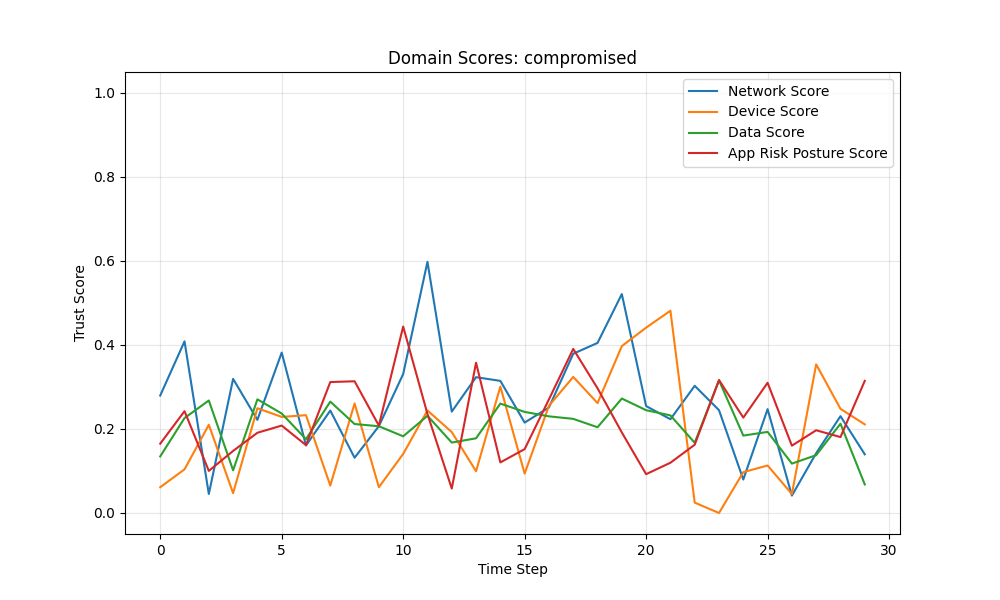 Domain Scores: compromised
Network Score
Device Score
Data Score
App Risk Posture Score
Trust Score
1.0
0.8
0.6
0.4
0.2
0.0
0 5 10 15 20 25 30
Time Step